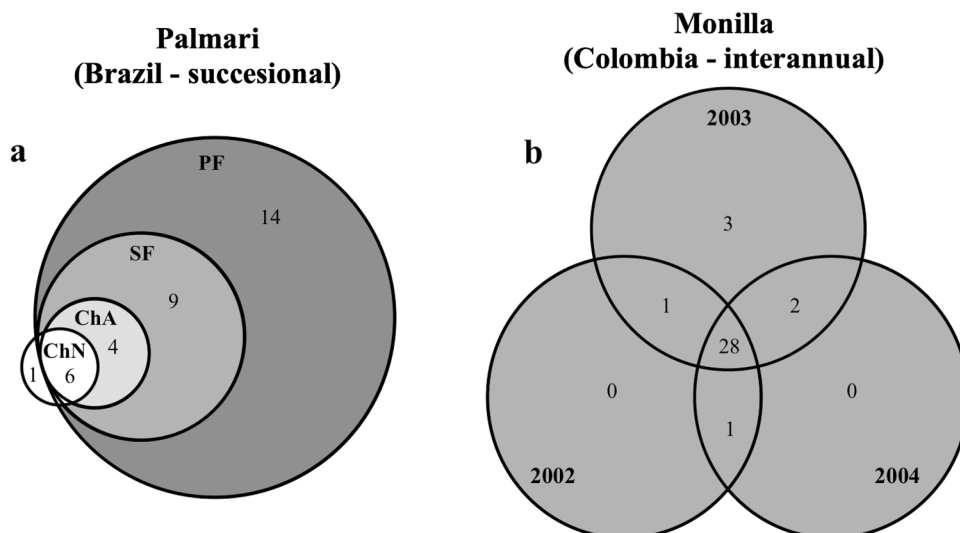 Palmari
(Brazil - succesional)
a
PF
14
SF
9
ChA
4
ChN
1
6
Monilla
(Colombia - interannual)
b
2003
3
1
2
28
0
0
1
2002
2004